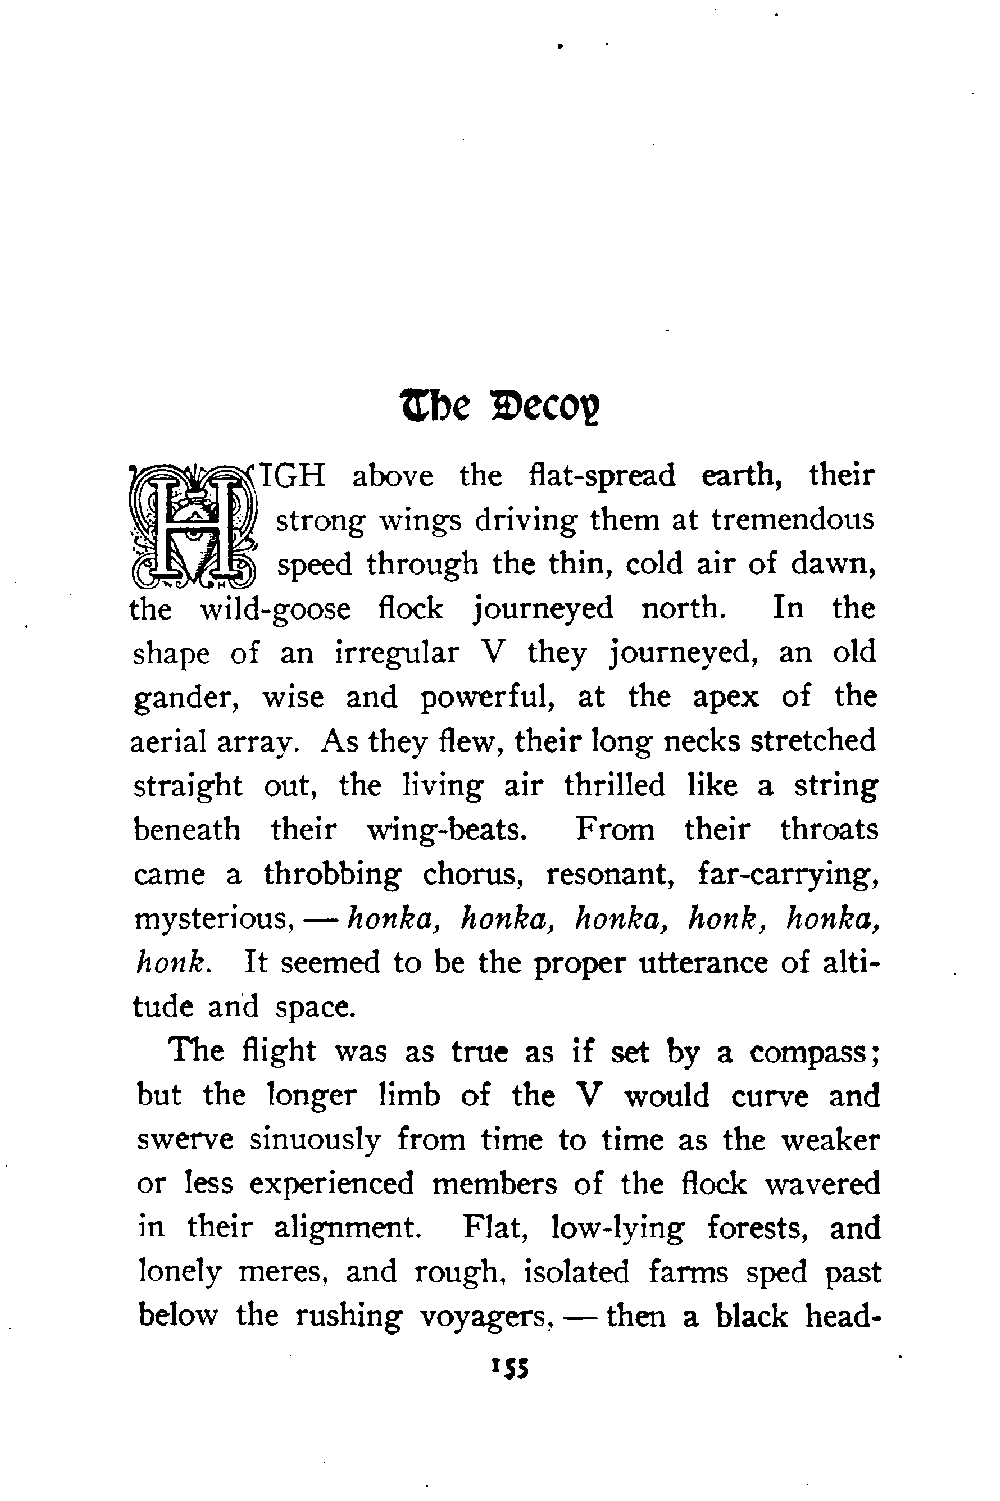 The Decoy
HIGH above the flat-spread earth, their
strong wings driving them at tremendous
speed through the thin, cold air of dawn,
the wild-goose flock journeyed north. In the
shape of an irregular V they journeyed, an old
gander, wise and powerful, at the apex of the
aerial array. As they flew, their long necks stretched
straight out, the living air thrilled like a string
beneath their wing-beats. From their throats
came a throbbing chorus, resonant, far-carrying,
mysterious, — honka, honka, honka, honk, honka,
honk. It seemed to be the proper utterance of alti-
tude and space.
The flight was as true as if set by a compass;
but the longer limb of the V would curve and
swerve sinuously from time to time as the weaker
or less experienced members of the flock wavered
in their alignment. Flat, low-lying forests, and
lonely meres, and rough, isolated farms sped past
below the rushing voyagers, — then a black head-
155